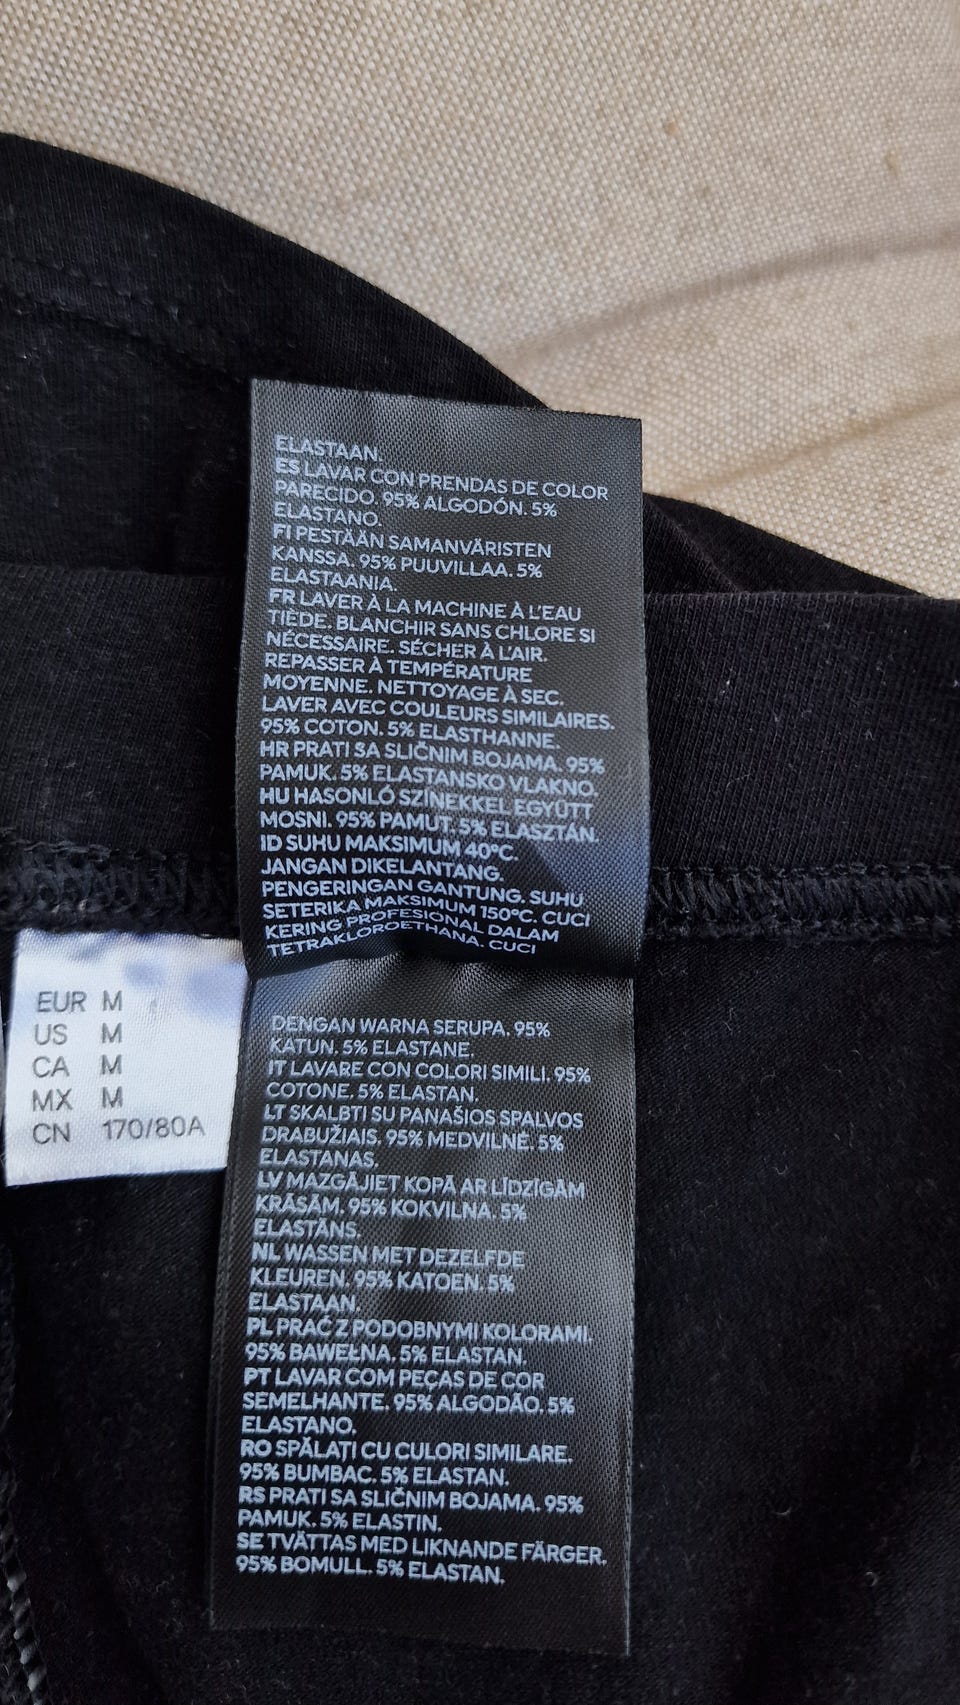 ELASTAAN.
ES LAVAR CON PRENDAS DE COLOR
PARECIDO. 95% ALGODÓN. 5%
ELASTANO.
FI PESTÄÄN SAMANVÄRISTEN
KANSSA. 95% PUUVILLAA. 5%
ELASTAANIA.
FR LAVER À LA MACHINE À L'EAU
TIÈDE. BLANCHIR SANS CHLORE SI
NÉCESSAIRE. SÉCHER À L'AIR.
REPASSER À TEMPÉRATURE
MOYENNE. NETTOYAGE À SEC.
LAVER AVEC COULEURS SIMILAIRES.
95% COTON. 5% ELASTHANNE.
HR PRATI SA SLIČNIM BOJAMA. 95%
PAMUK. 5% ELASTANSKO VLAKNO.
HU HASONLÓ SZÍNEKKEL EGYÜTT
MOSNI. 95% PAMUT. 5% ELASZTÁN.
ID SUHU MAKSIMUM 40°C.
JANGAN DIKELANTANG.
PENGERINGAN GANTUNG. SUHU
SETERIKA MAKSIMUM 150°C. CUCI
KERING PROFESIONAL DALAM
TETRAKLOROETHANA. CUCI
DENGAN WARNA SERUPA. 95%
KATUN. 5% ELASTANE.
IT LAVARE CON COLORI SIMILI. 95%
COTONE. 5% ELASTAN.
LT SKALBTI SU PANAŠIOS SPALVOS
DRABUŽIAIS. 95% MEDVILNĖ. 5%
ELASTANAS.
LV MAZGĀJIET KOPĀ AR LĪDZĪGĀM
KRĀSĀM. 95% KOKVILNA. 5%
ELASTĀNS.
NL WASSEN MET DEZELFDE
KLEUREN. 95% KATOEN. 5%
ELASTAAN.
PL PRAĆ Z PODOBNYMI KOLORAMI.
95% BAWEŁNA. 5% ELASTAN.
PT LAVAR COM PEÇAS DE COR
SEMELHANTE. 95% ALGODÃO. 5%
ELASTANO.
RO SPĂLAȚI CU CULORI SIMILARE.
95% BUMBAC. 5% ELASTAN.
RS PRATI SA SLIČNIM BOJAMA. 95%
PAMUK. 5% ELASTIN.
SE TVÄTTAS MED LIKNANDE FÄRGER.
95% BOMULL. 5% ELASTAN.
EUR M
US M
CA M
MX M
CN 170/80A